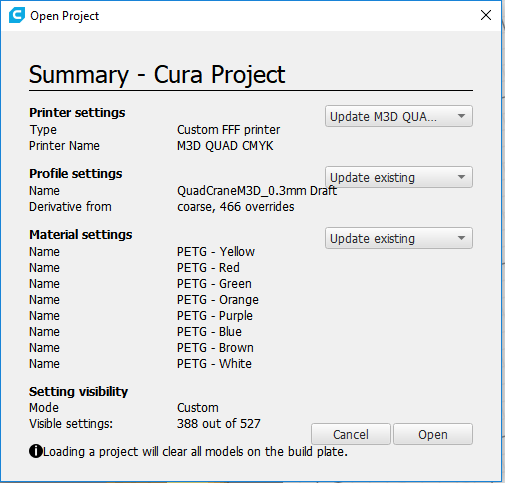 Open Project
Summary - Cura Project
Printer settings
Update M3D QUA...
Type Custom FFF printer
Printer Name M3D QUAD CMYK
Profile settings
Update existing
Name QuadCraneM3D_0.3mm Draft
Derivative from coarse, 466 overrides
Material settings
Update existing
Name PETG - Yellow
Name PETG - Red
Name PETG - Green
Name PETG - Orange
Name PETG - Purple
Name PETG - Blue
Name PETG - Brown
Name PETG - White
Setting visibility
Mode Custom
Visible settings: 388 out of 527
Cancel Open
Loading a project will clear all models on the build plate.